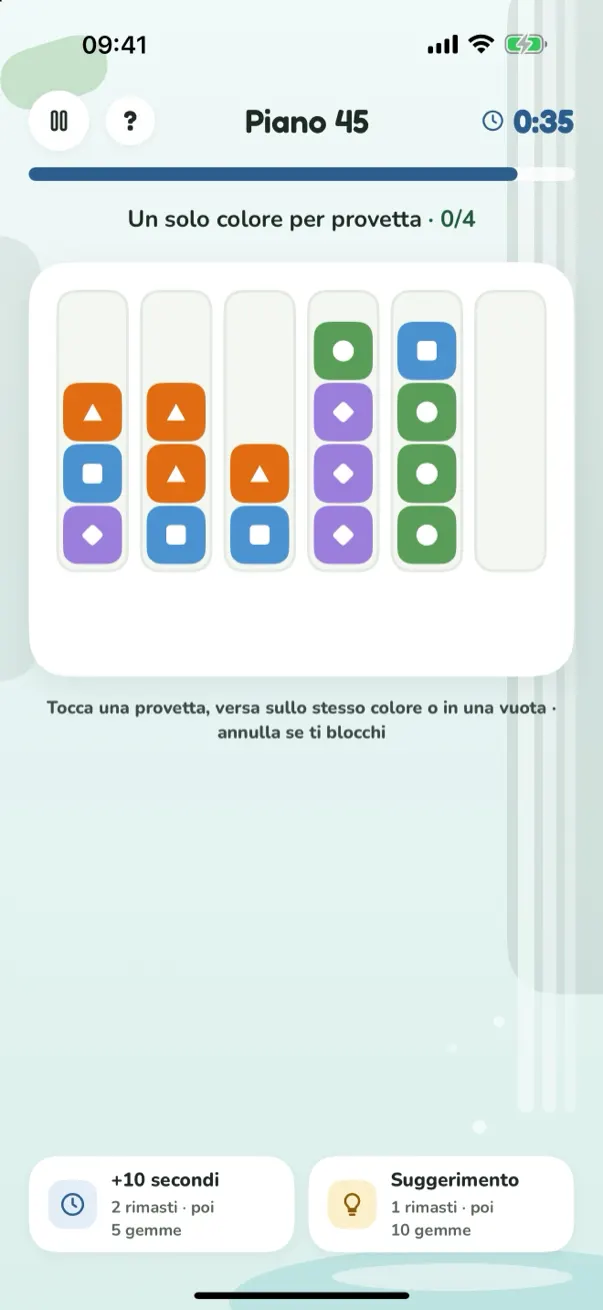 09:41
?
Piano 45
0:35
Un solo colore per provetta · 0/4
Tocca una provetta, versa sullo stesso colore o in una vuota ·
annulla se ti blocchi
+10 secondi
2 rimasti · poi
5 gemme
Suggerimento
1 rimasti · poi
10 gemme